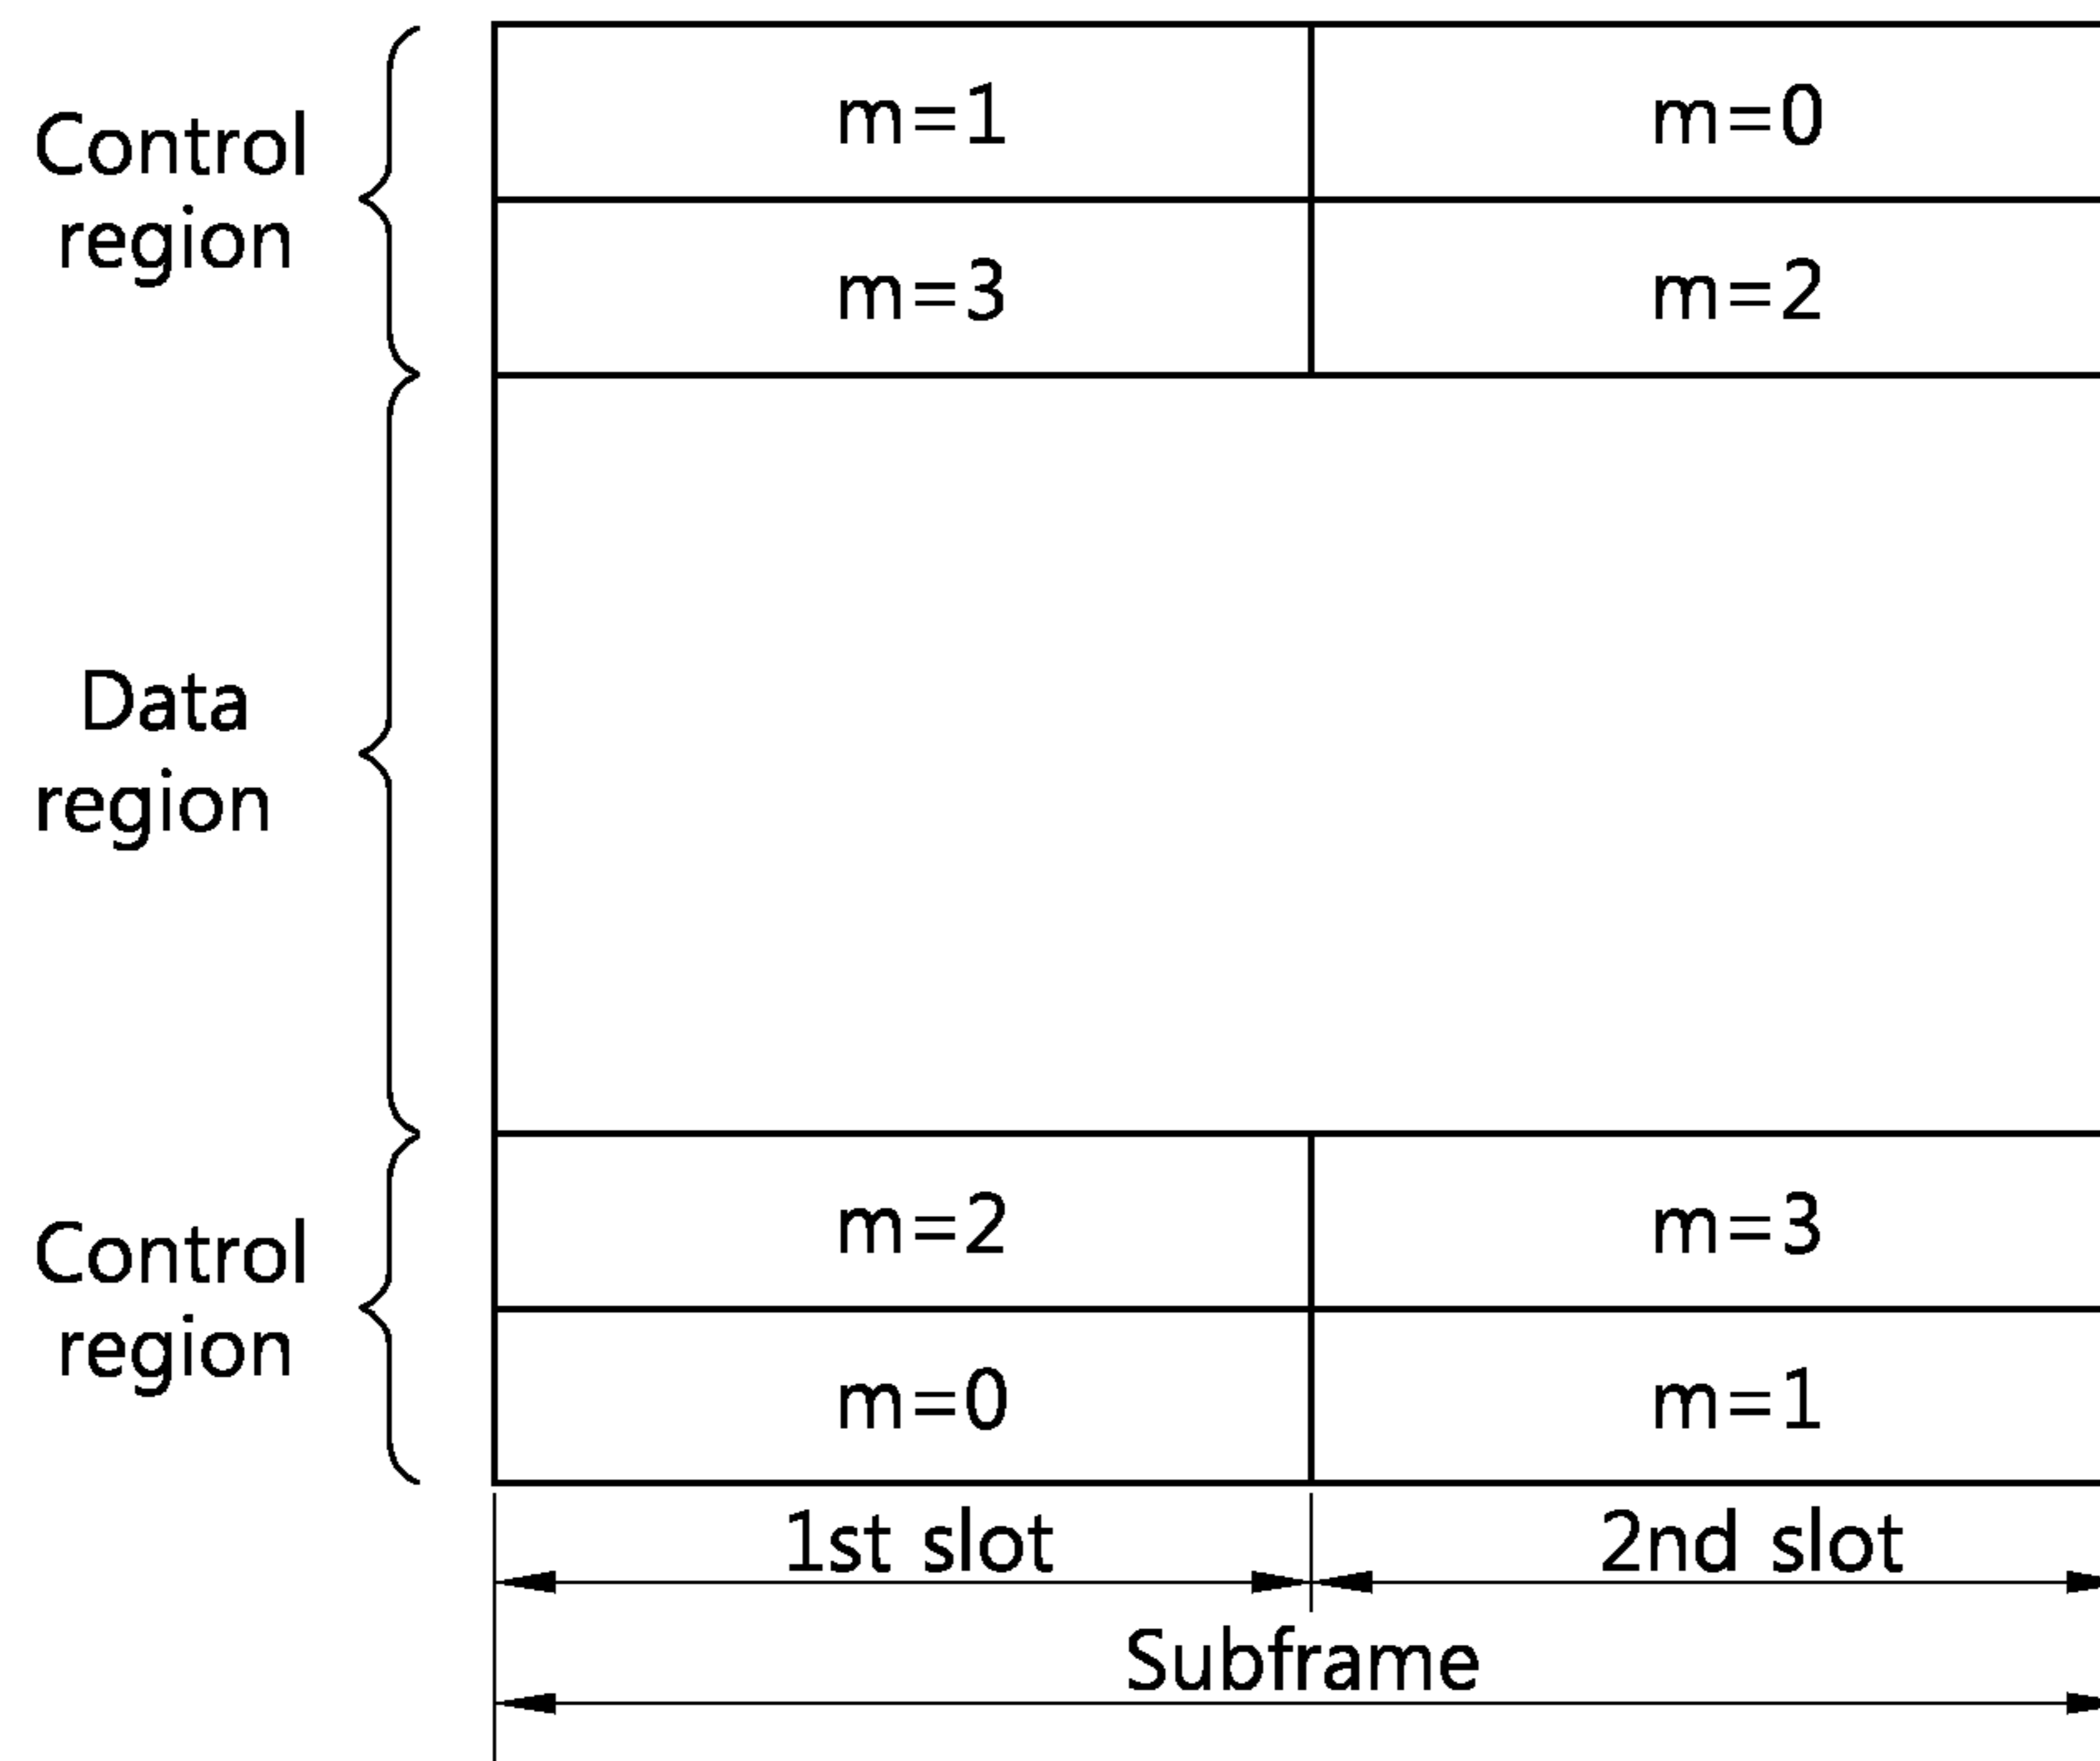 Control
region
m=1
m=0
m=3
m=2
Data
region
Control
region
m=2
m=3
m=0
m=1
1st slot
2nd slot
Subframe